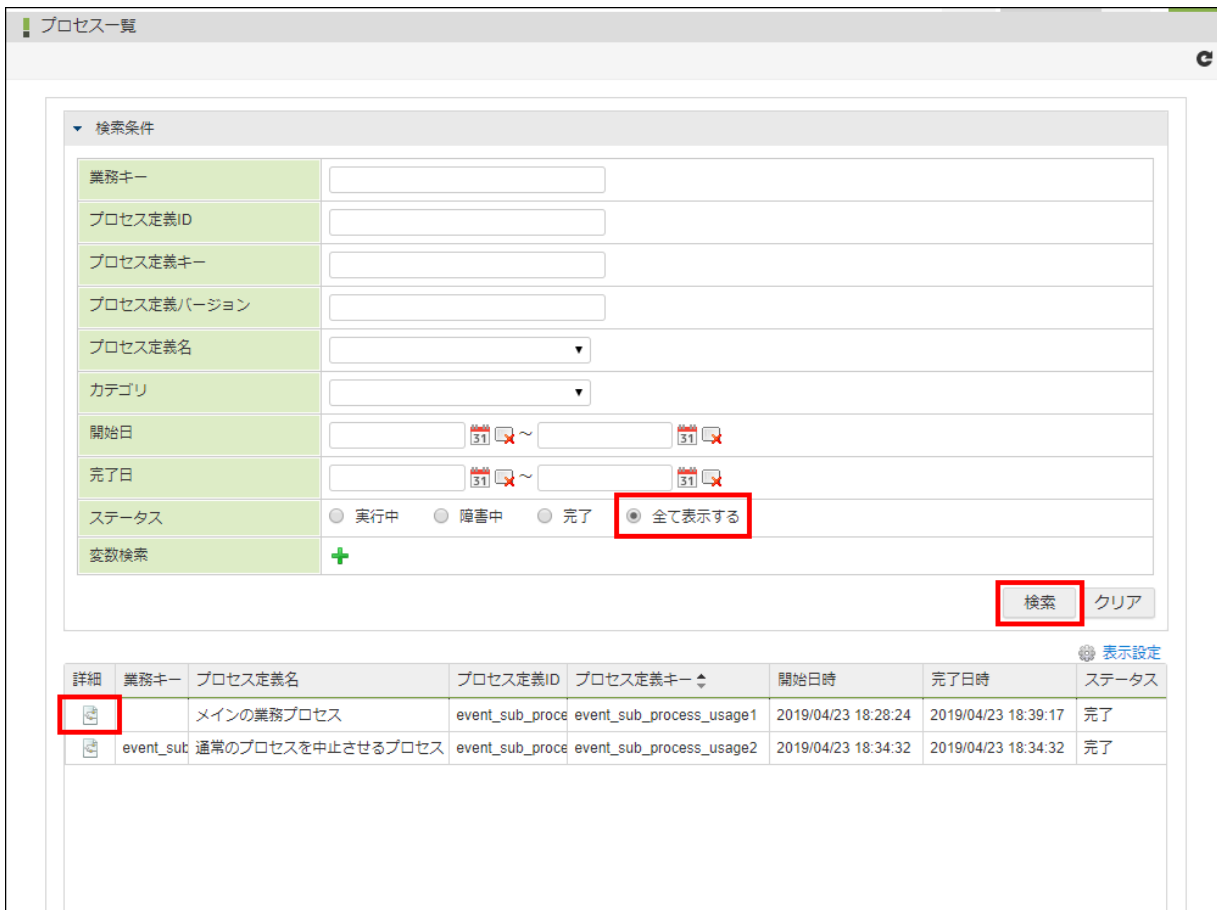 プロセス一覧
検索条件
業務キー
プロセス定義ID
プロセス定義キー
プロセス定義バージョン
プロセス定義名
カテゴリ
開始日 31 ～ 31
完了日 31 ～ 31
ステータス 実行中 障害中 完了 全て表示する
変数検索
検索 クリア
表示設定
詳細 業務キー プロセス定義名 プロセス定義ID プロセス定義キー 開始日時 完了日時 ステータス
メインの業務プロセス event_sub_proce event_sub_process_usage1 2019/04/23 18:28:24 2019/04/23 18:39:17 完了
event_sub 通常のプロセスを中止させるプロセス event_sub_proce event_sub_process_usage2 2019/04/23 18:34:32 2019/04/23 18:34:32 完了